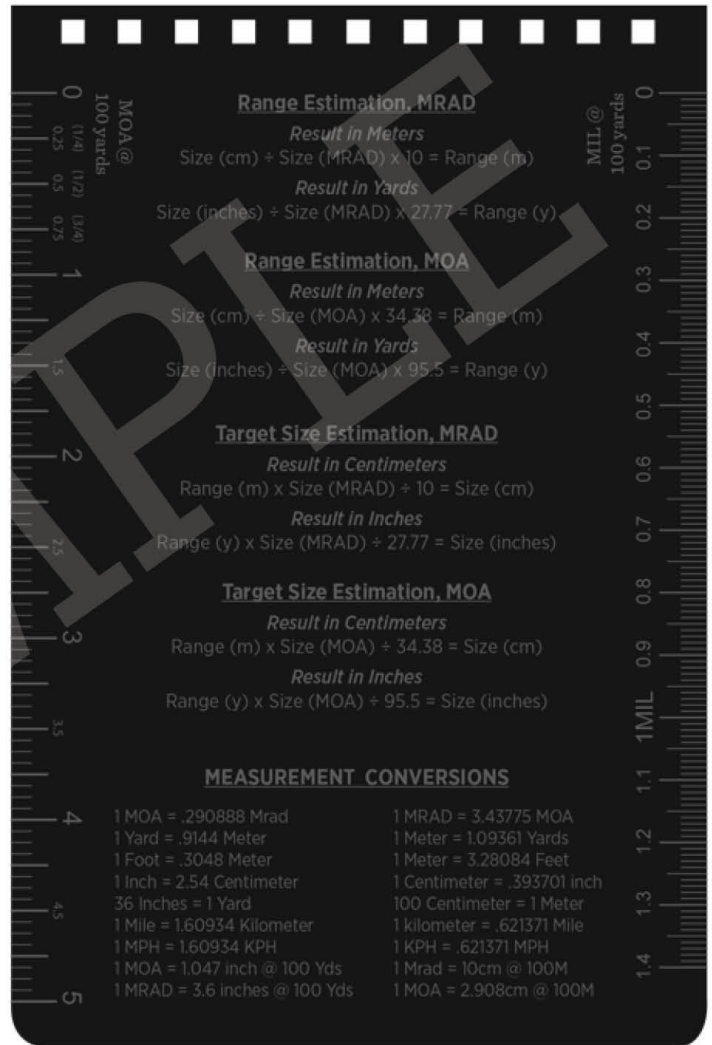 Range Estimation, MRAD
Result in Meters
Size (cm) ÷ Size (MRAD) x 10 = Range (m)
Result in Yards
Size (inches) ÷ Size (MRAD) x 27.77 = Range (y)
Range Estimation, MOA
Result in Meters
Size (cm) ÷ Size (MOA) x 34.38 = Range (m)
Result in Yards
Size (inches) ÷ Size (MOA) x 95.5 = Range (y)
Target Size Estimation, MRAD
Result in Centimeters
Range (m) x Size (MRAD) ÷ 10 = Size (cm)
Result in Inches
Range (y) x Size (MRAD) ÷ 27.77 = Size (inches)
Target Size Estimation, MOA
Result in Centimeters
Range (m) x Size (MOA) ÷ 34.38 = Size (cm)
Result in Inches
Range (y) x Size (MOA) ÷ 95.5 = Size (inches)
MEASUREMENT CONVERSIONS
1 MOA = .290888 Mrad
1 Yard = .9144 Meter
1 Foot = .3048 Meter
1 Inch = 2.54 Centimeter
36 Inches = 1 Yard
1 Mile = 1.60934 Kilometer
1 MPH = 1.60934 KPH
1 MOA = 1.047 inch @ 100 Yds
1 MRAD = 3.6 inches @ 100 Yds
1 MRAD = 3.43775 MOA
1 Meter = 1.09361 Yards
1 Meter = 3.28084 Feet
1 Centimeter = .393701 inch
100 Centimeter = 1 Meter
1 kilometer = .621371 Mile
1 KPH = .621371 MPH
1 Mrad = 10cm @ 100M
1 MOA = 2.908cm @ 100M
MOA @
100 yards
0
(1/4) (1/2) (3/4)
0.25 0.5 0.75
1
1.5
2
2.5
3
3.5
4
4.5
5
MIL @
100 yards
0
0.1
0.2
0.3
0.4
0.5
0.6
0.7
0.8
0.9
1MIL
1.1
1.2
1.3
1.4
MPLE